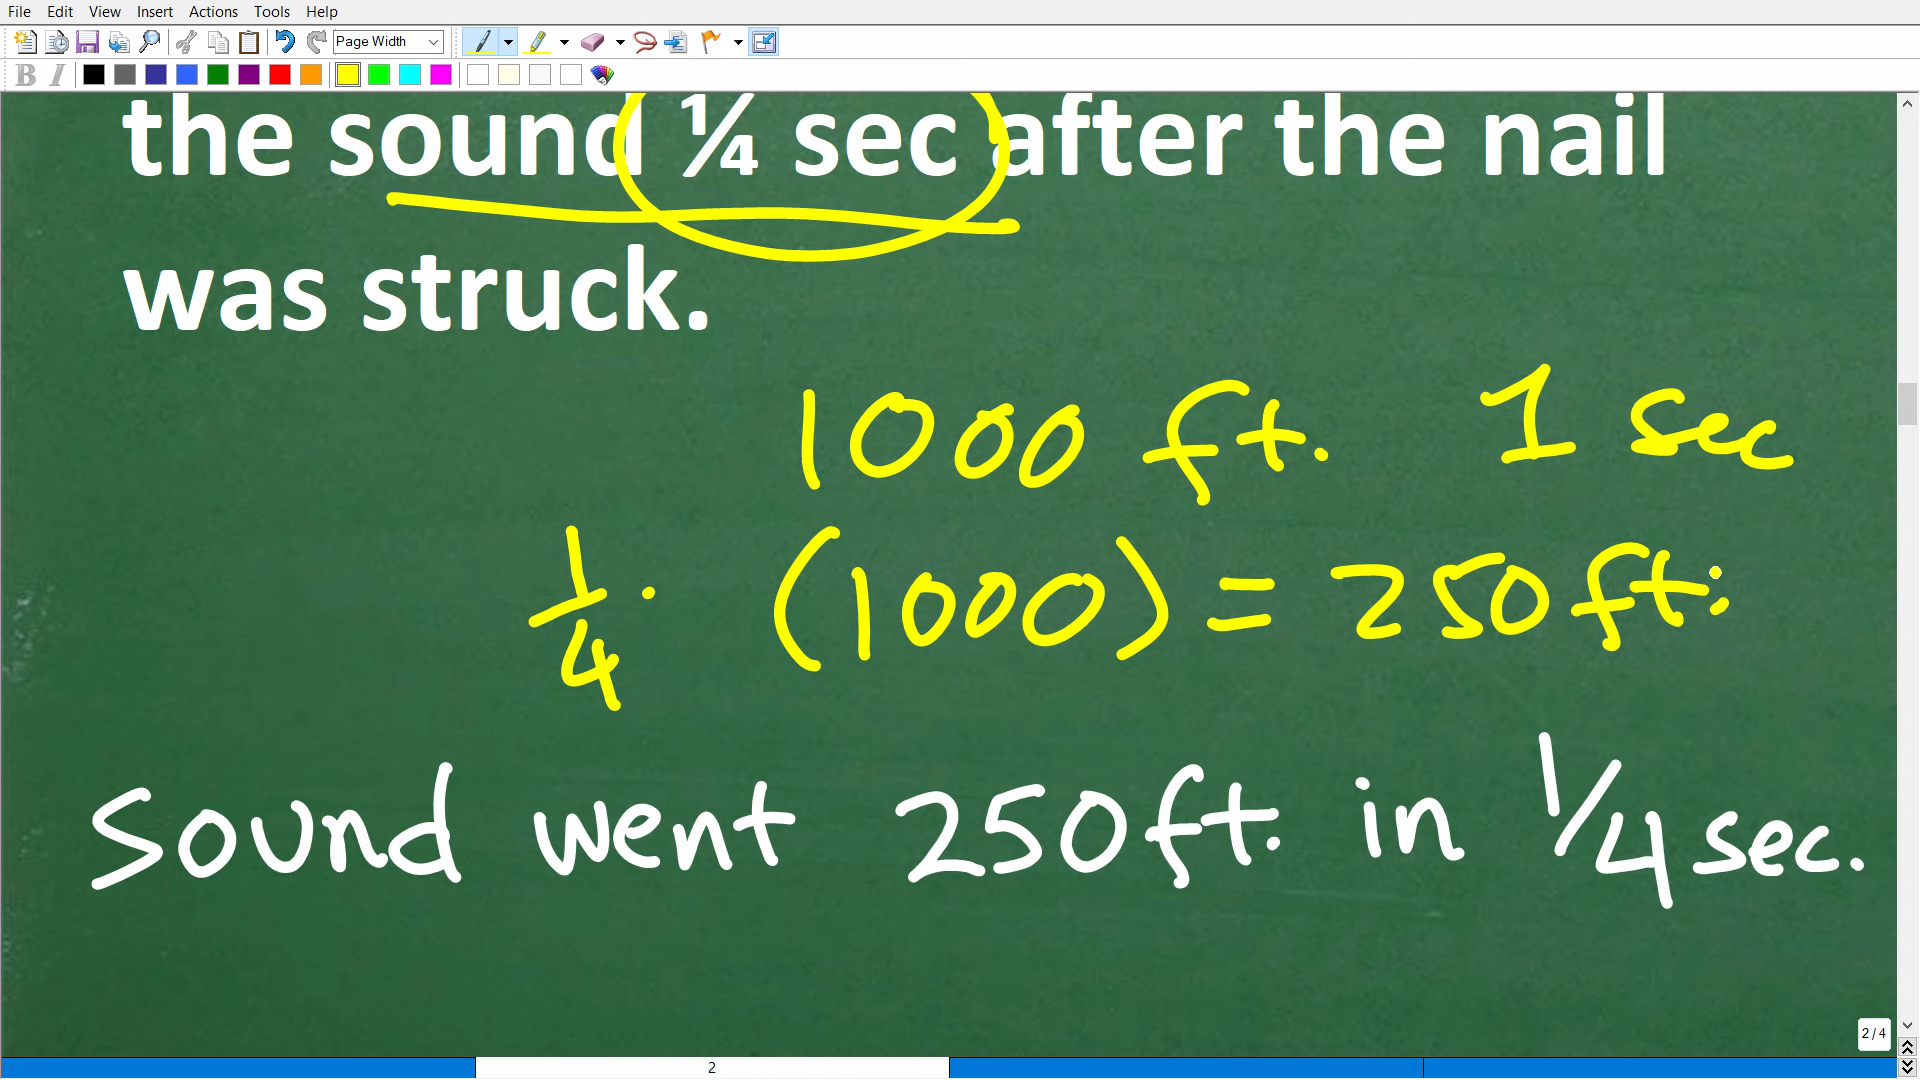 File Edit View Insert Actions Tools Help
Page Width
B I
the sound ¼ sec after the nail
was struck.
1000 ft. 1 sec
1/4 · (1000) = 250 ft.
Sound went 250 ft. in 1/4 sec.
2 / 4
2